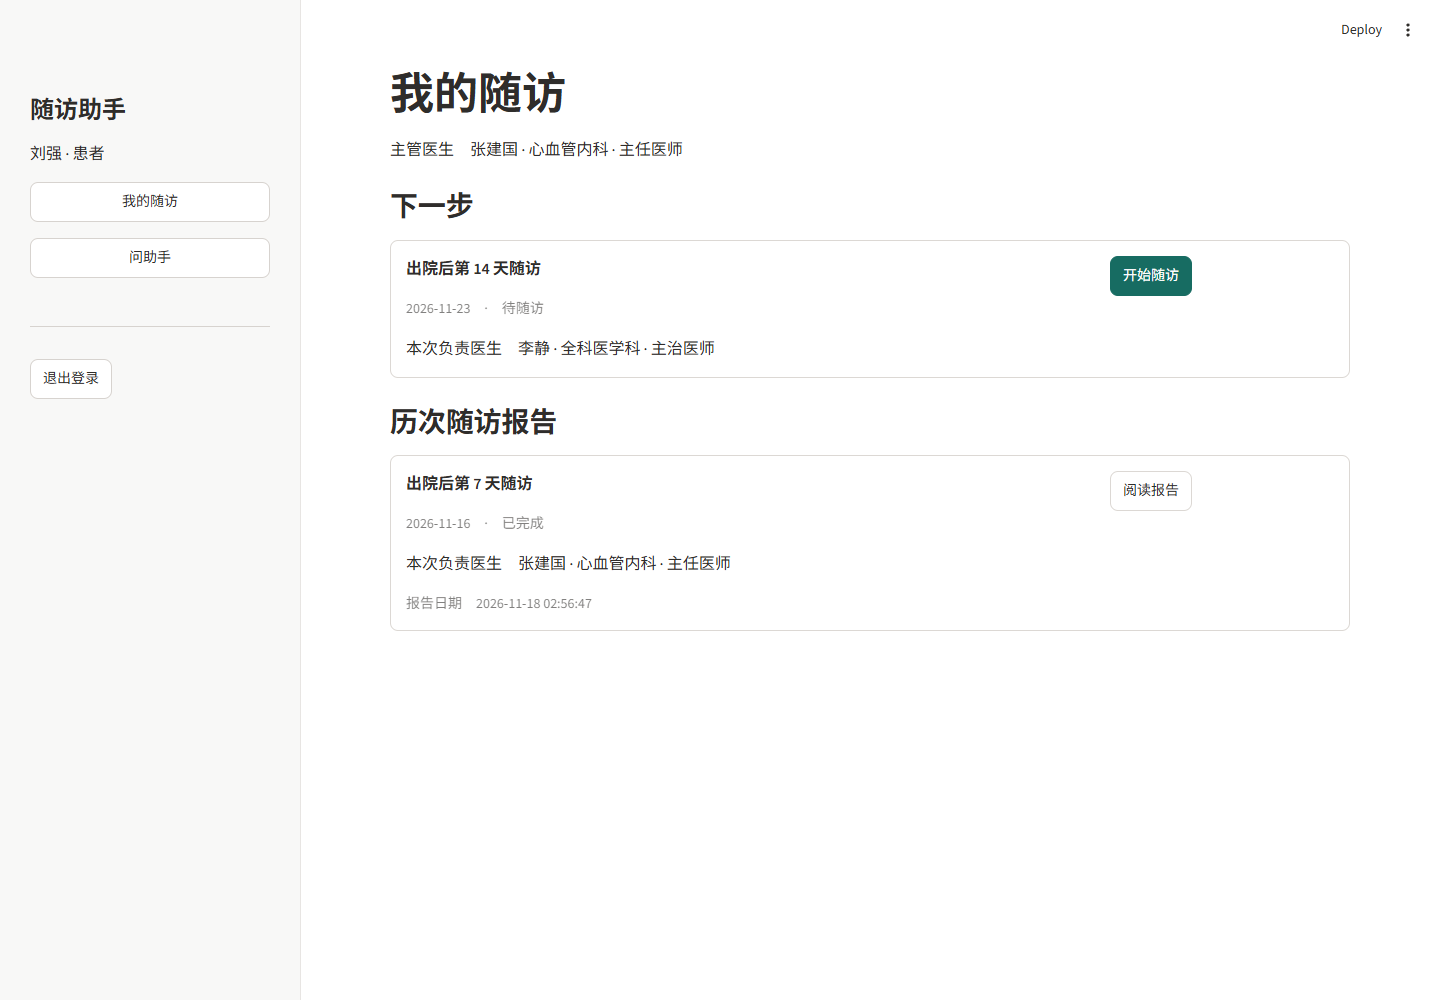 Deploy
随访助手
刘强 · 患者
我的随访
问助手
退出登录
我的随访
主管医生 张建国 · 心血管内科 · 主任医师
下一步
出院后第 14 天随访
开始随访
2026-11-23 · 待随访
本次负责医生 李静 · 全科医学科 · 主治医师
历次随访报告
出院后第 7 天随访
阅读报告
2026-11-16 · 已完成
本次负责医生 张建国 · 心血管内科 · 主任医师
报告日期 2026-11-18 02:56:47